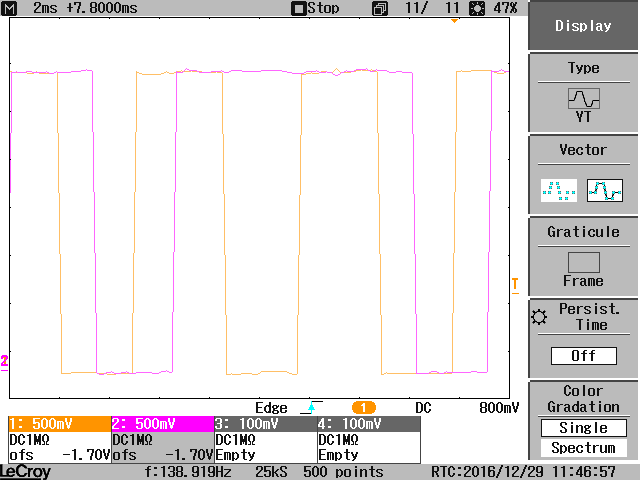 M 2ms +7.8000ms Stop 11/ 11 47%
Display
Type
YT
Vector
Graticule
Frame
Persist.
Time
Off
Color
Gradation
Single
Spectrum
T
2
Edge 1 DC 800mV
1: 500mV 2: 500mV 3: 100mV 4: 100mV
DC1MΩ DC1MΩ DC1MΩ DC1MΩ
ofs -1.70V ofs -1.70V Empty Empty
LeCroy f:138.919Hz 25kS 500 points RTC:2016/12/29 11:46:57